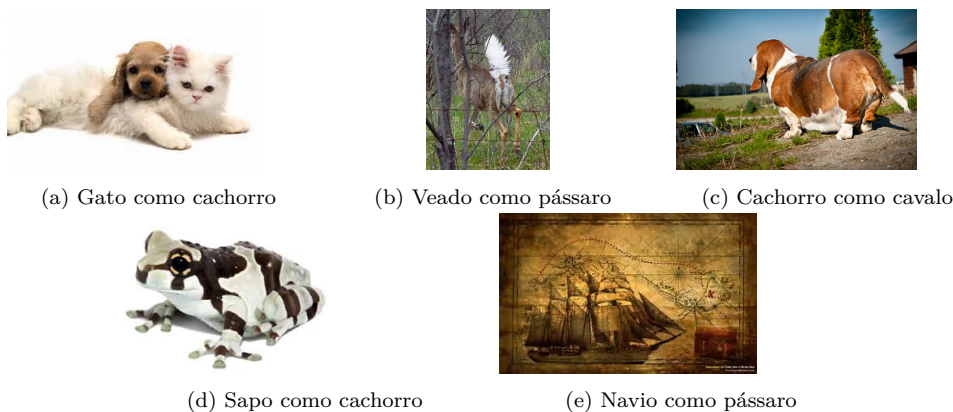 (a) Gato como cachorro
(b) Veado como pássaro
(c) Cachorro como cavalo
(d) Sapo como cachorro
(e) Navio como pássaro